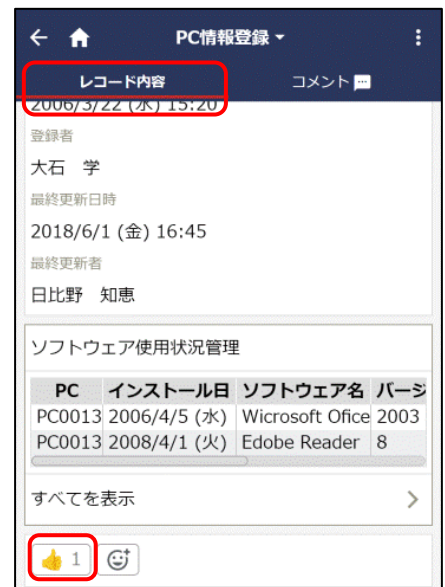 PC情報登録
レコード内容 コメント
2006/3/22 (水) 15:20
登録者
大石 学
最終更新日時
2018/6/1 (金) 16:45
最終更新者
日比野 知恵
ソフトウェア使用状況管理
PC インストール日 ソフトウェア名 バージ
PC0013 2006/4/5 (水) Wicrosoft Ofice 2003
PC0013 2008/4/1 (火) Edobe Reader 8
すべてを表示
1